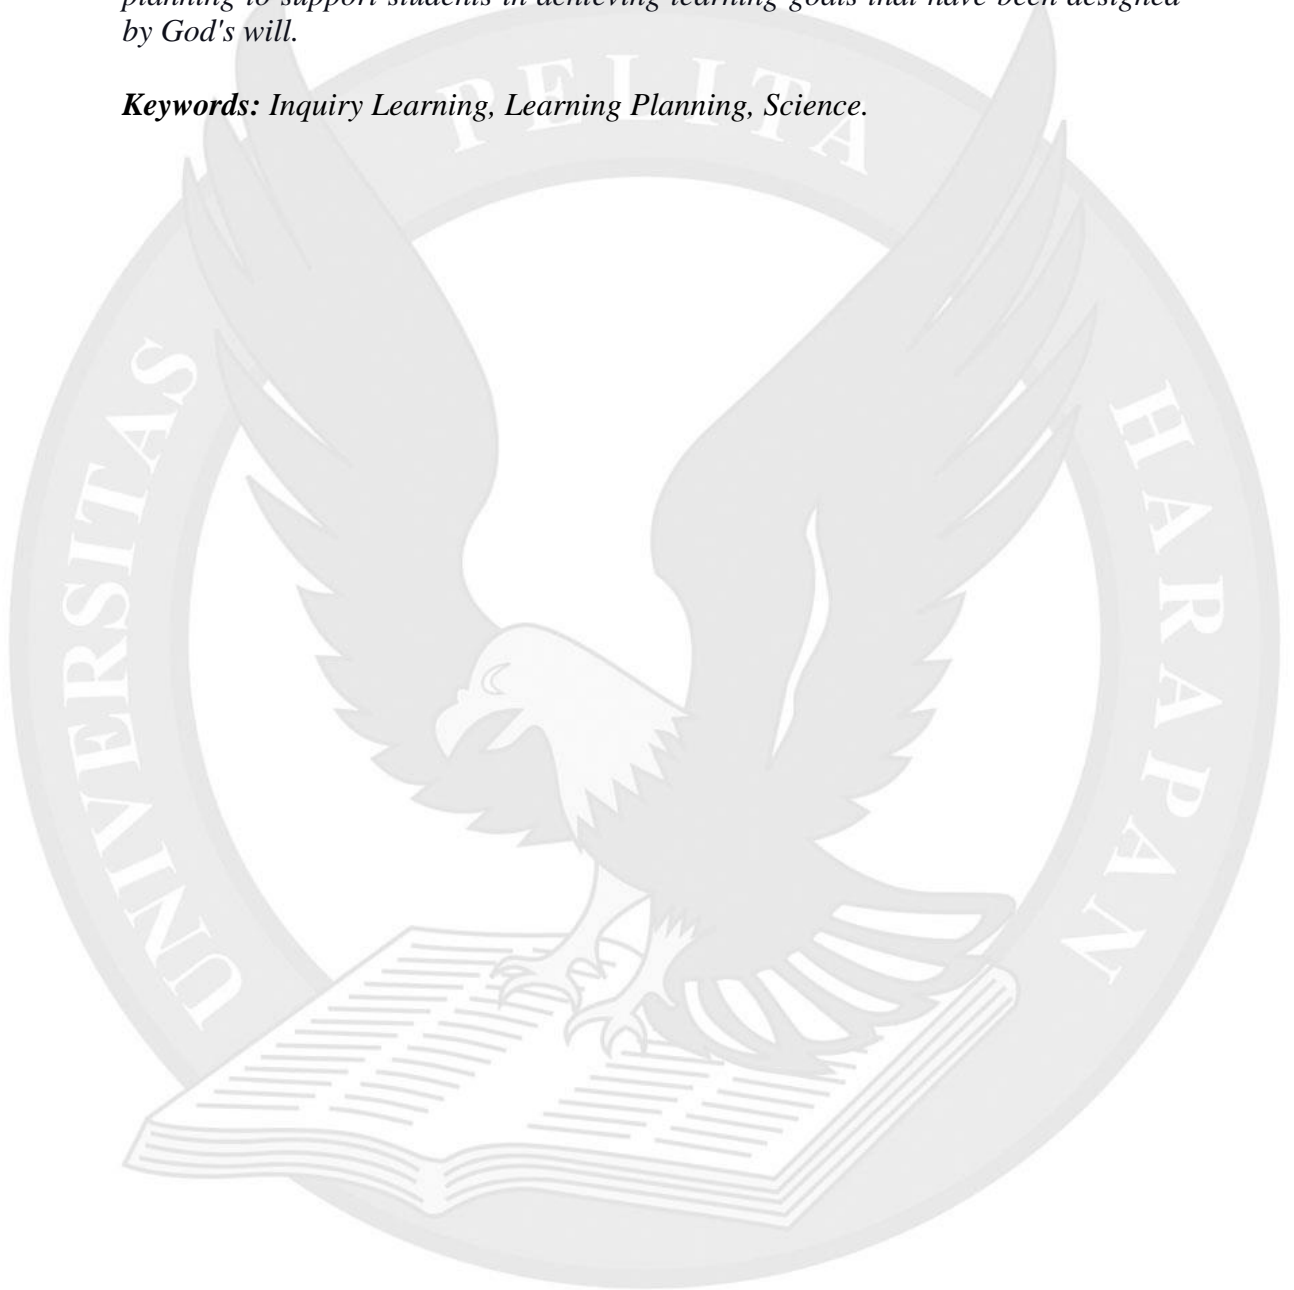 planning to support students in achieving learning goals that have been designed
by God's will.
Keywords: Inquiry Learning, Learning Planning, Science.
PELITA
UNIVERSITAS
HARAPAN